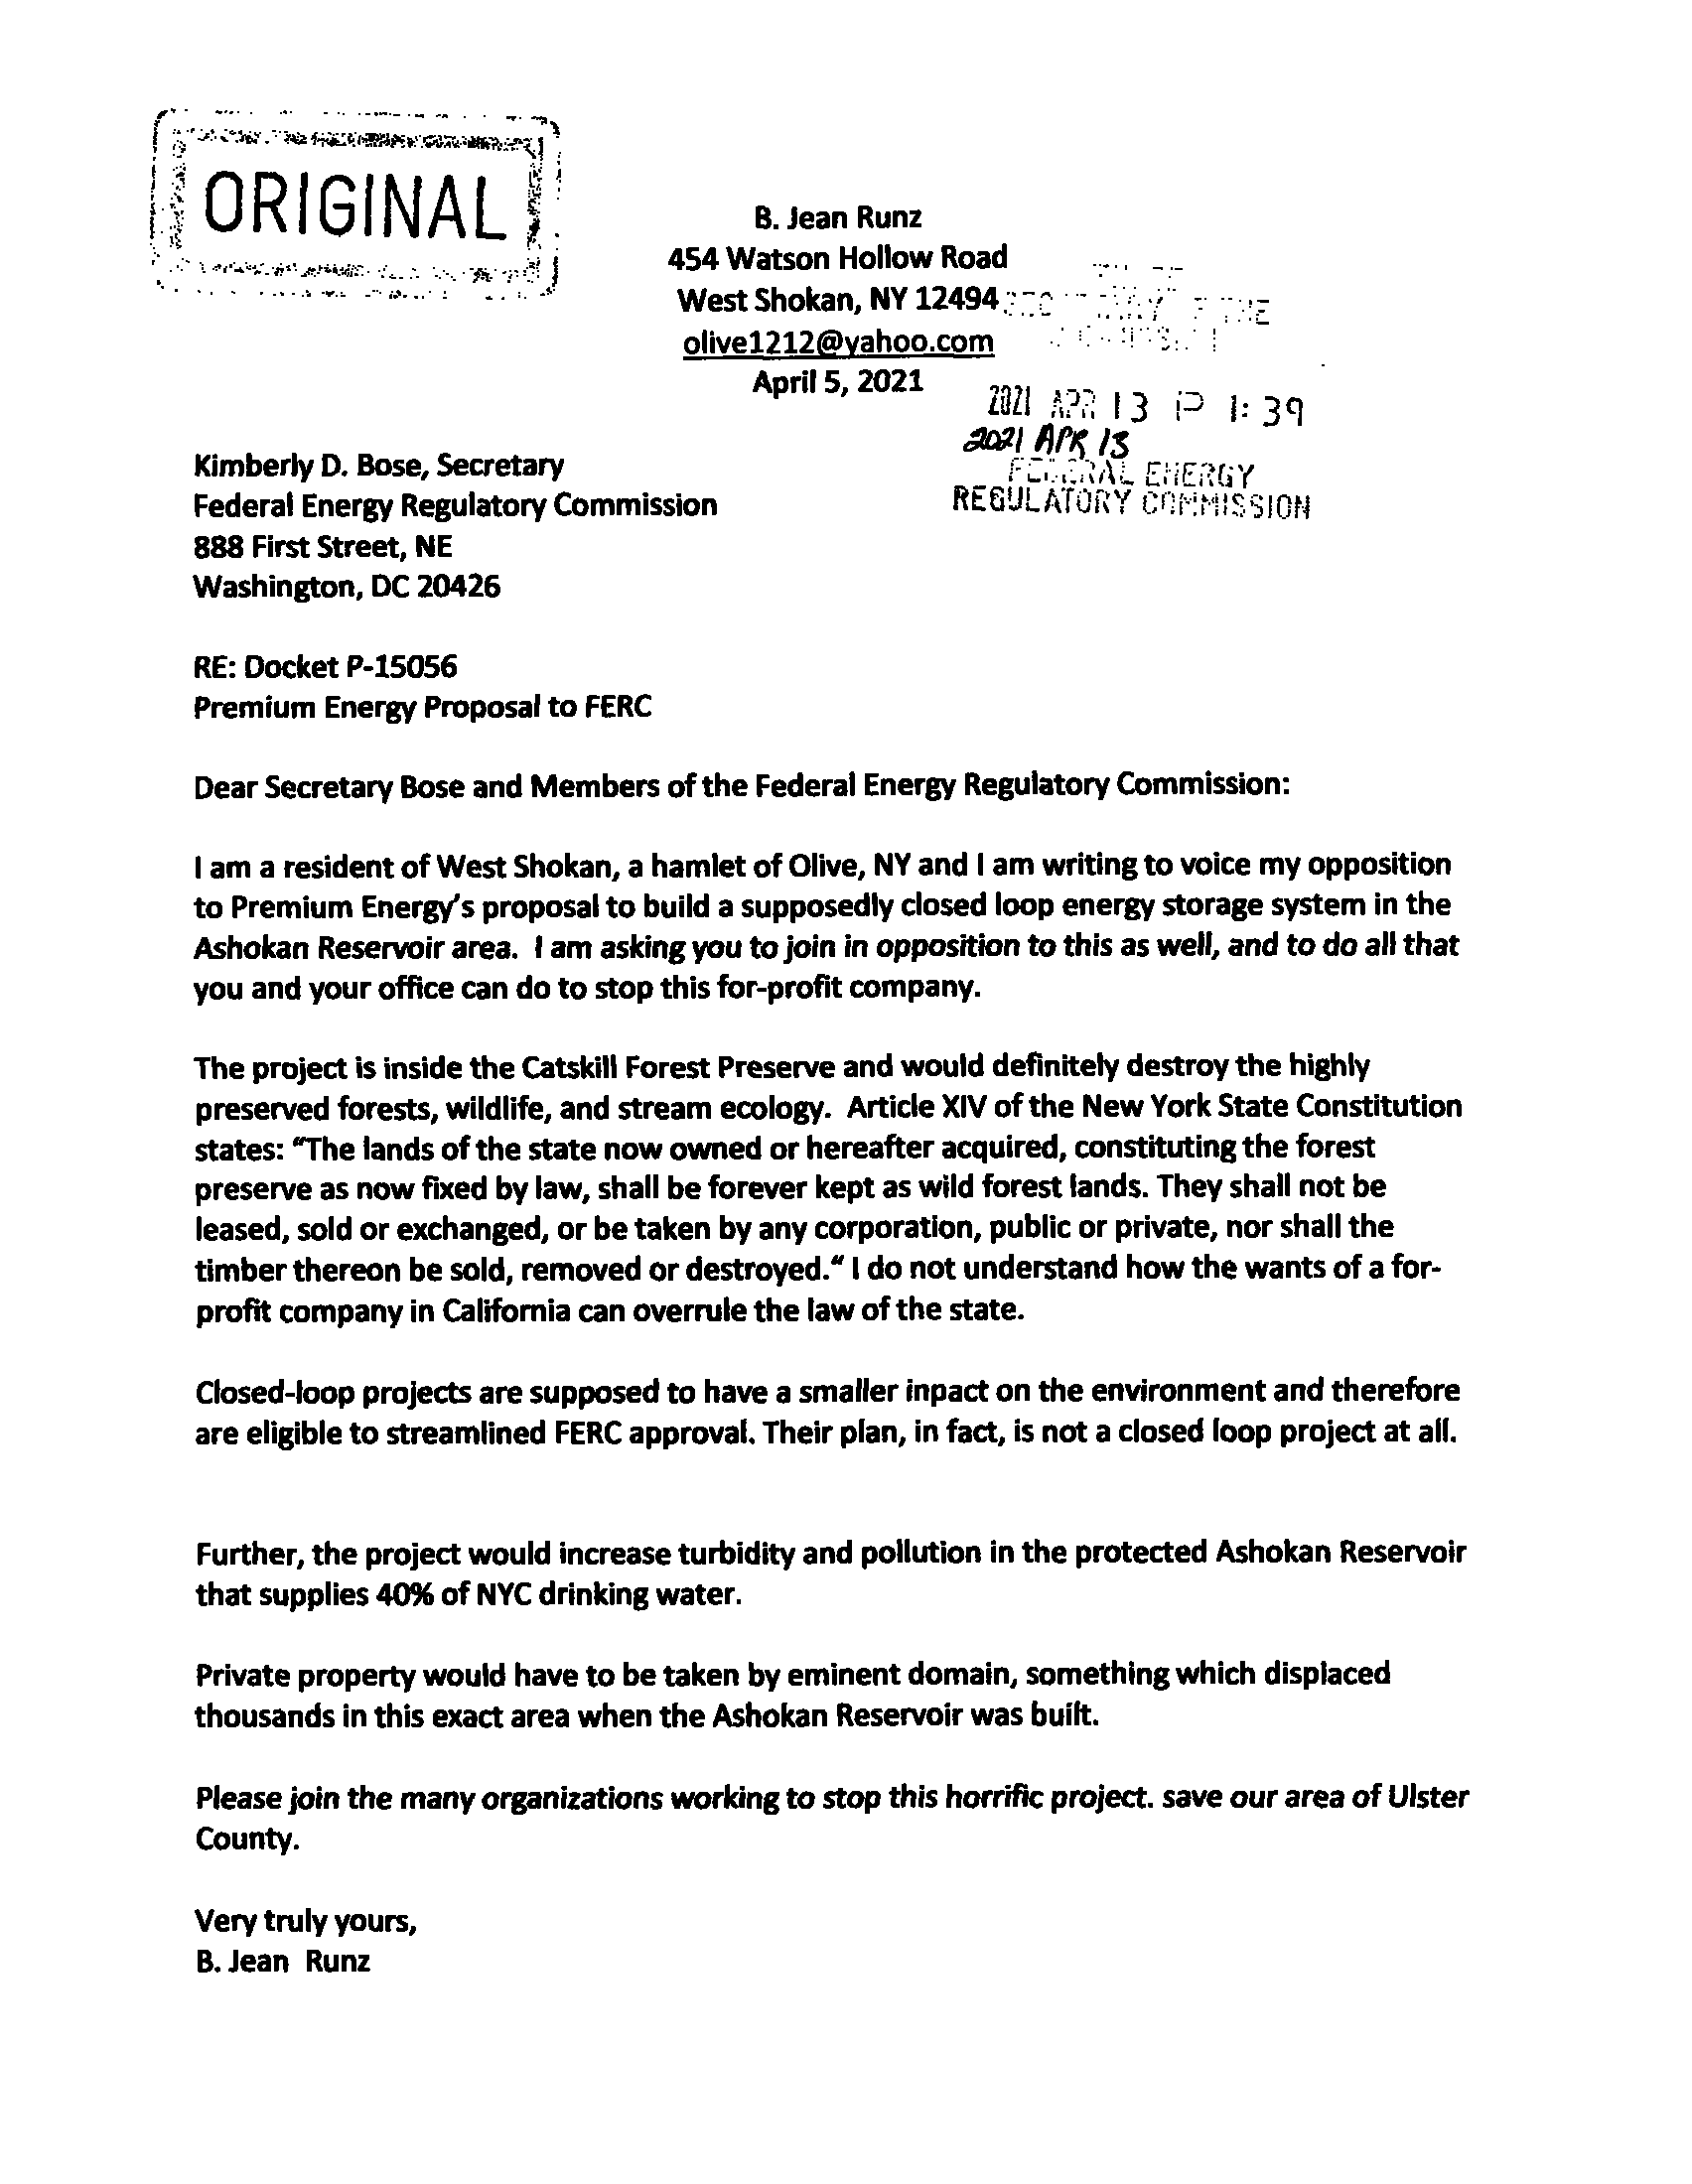 ORIGINAL
B. Jean Runz
454 Watson Hollow Road
West Shokan, NY 12494
olive1212@yahoo.com
April 5, 2021
2021 APR 13 P 1: 39
2021 APR 13
FEDERAL ENERGY
REGULATORY COMMISSION
Kimberly D. Bose, Secretary
Federal Energy Regulatory Commission
888 First Street, NE
Washington, DC 20426
RE: Docket P-15056
Premium Energy Proposal to FERC
Dear Secretary Bose and Members of the Federal Energy Regulatory Commission:
I am a resident of West Shokan, a hamlet of Olive, NY and I am writing to voice my opposition
to Premium Energy's proposal to build a supposedly closed loop energy storage system in the
Ashokan Reservoir area.  I am asking you to join in opposition to this as well, and to do all that
you and your office can do to stop this for-profit company.
The project is inside the Catskill Forest Preserve and would definitely destroy the highly
preserved forests, wildlife, and stream ecology.  Article XIV of the New York State Constitution
states: "The lands of the state now owned or hereafter acquired, constituting the forest
preserve as now fixed by law, shall be forever kept as wild forest lands. They shall not be
leased, sold or exchanged, or be taken by any corporation, public or private, nor shall the
timber thereon be sold, removed or destroyed." I do not understand how the wants of a for-
profit company in California can overrule the law of the state.
Closed-loop projects are supposed to have a smaller inpact on the environment and therefore
are eligible to streamlined FERC approval. Their plan, in fact, is not a closed loop project at all.
Further, the project would increase turbidity and pollution in the protected Ashokan Reservoir
that supplies 40% of NYC drinking water.
Private property would have to be taken by eminent domain, something which displaced
thousands in this exact area when the Ashokan Reservoir was built.
Please join the many organizations working to stop this horrific project. save our area of Ulster
County.
Very truly yours,
B. Jean  Runz